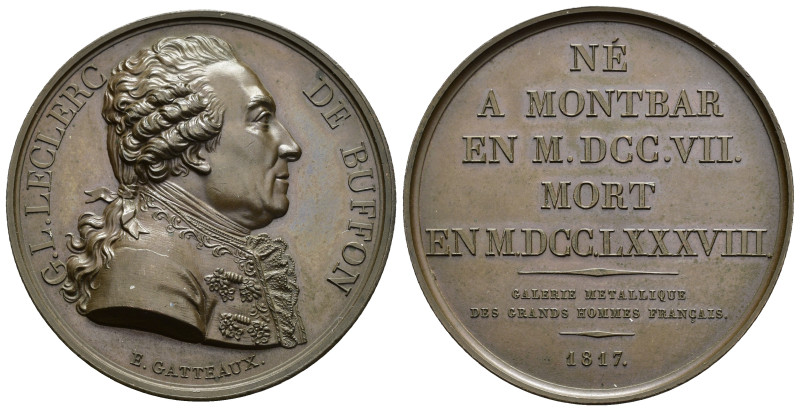 G. L. LECLERC DE BUFFON
E. GATTEAUX.
NÉ
A MONTBAR
EN M.DCC.VII.
MORT
EN M.DCC.LXXXVIII.
GALERIE METALLIQUE
DES GRANDS HOMMES FRANÇAIS.
1817.